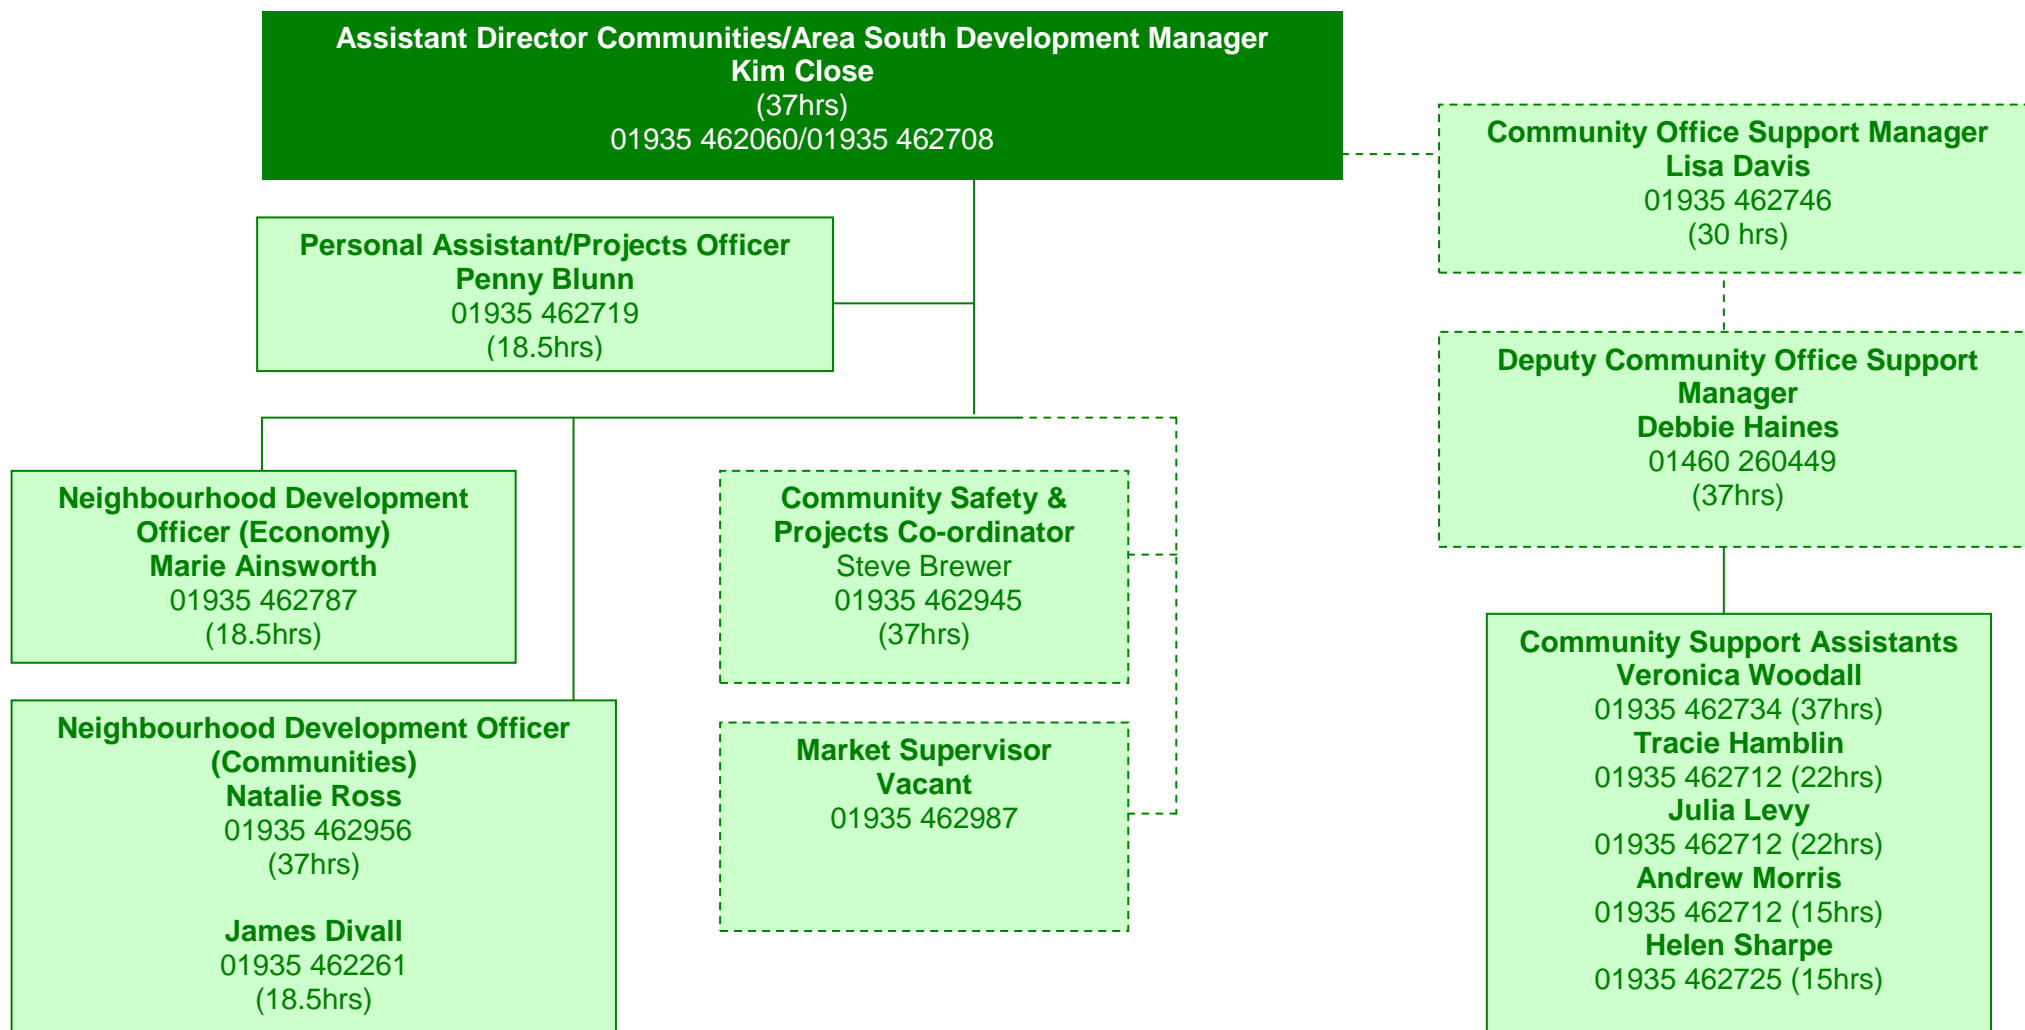 Assistant Director Communities/Area South Development Manager
Kim Close
(37hrs)
01935 462060/01935 462708
Community Office Support Manager
Lisa Davis
01935 462746
(30 hrs)
Personal Assistant/Projects Officer
Penny Blunn
01935 462719
(18.5hrs)
Deputy Community Office Support
Manager
Debbie Haines
01460 260449
(37hrs)
Neighbourhood Development
Officer (Economy)
Marie Ainsworth
01935 462787
(18.5hrs)
Community Safety &
Projects Co-ordinator
Steve Brewer
01935 462945
(37hrs)
Neighbourhood Development Officer
(Communities)
Natalie Ross
01935 462956
(37hrs)
James Divall
01935 462261
(18.5hrs)
Market Supervisor
Vacant
01935 462987
Community Support Assistants
Veronica Woodall
01935 462734 (37hrs)
Tracie Hamblin
01935 462712 (22hrs)
Julia Levy
01935 462712 (22hrs)
Andrew Morris
01935 462712 (15hrs)
Helen Sharpe
01935 462725 (15hrs)